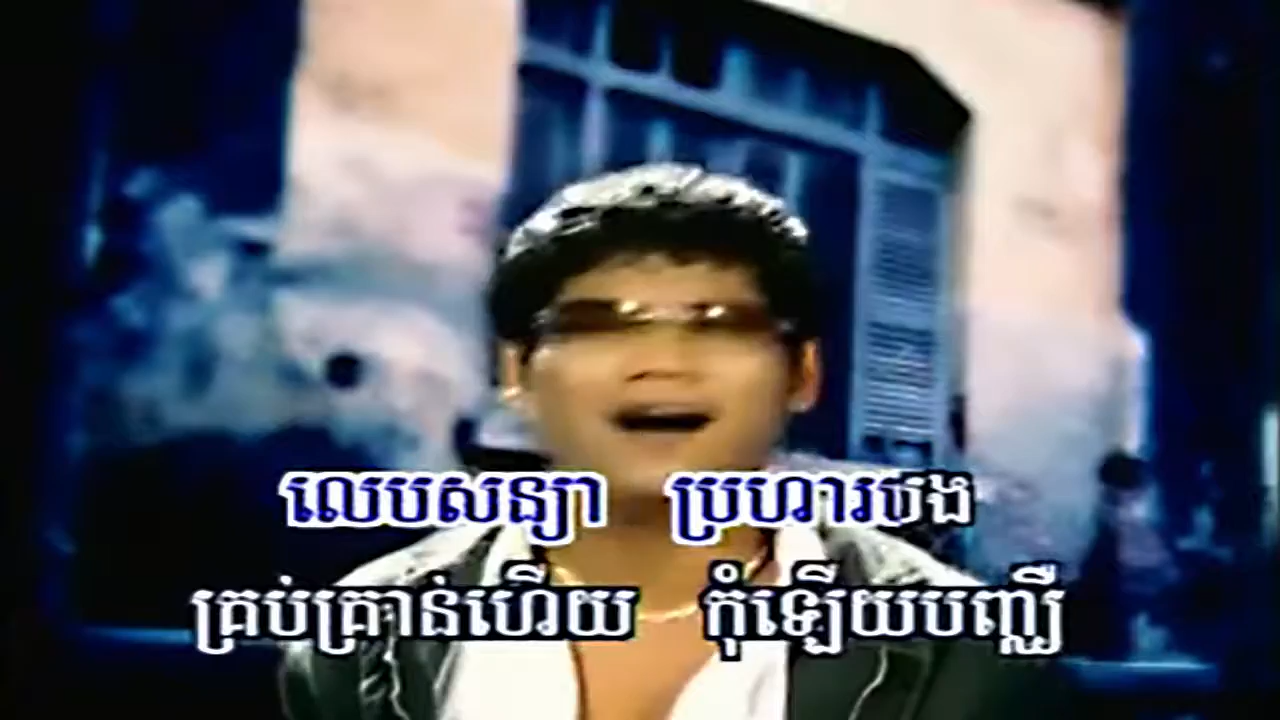 លេបសន្យា ប្រហារបង
គ្រប់គ្រាន់ហើយ កុំឡើយបញ្ឈឺ